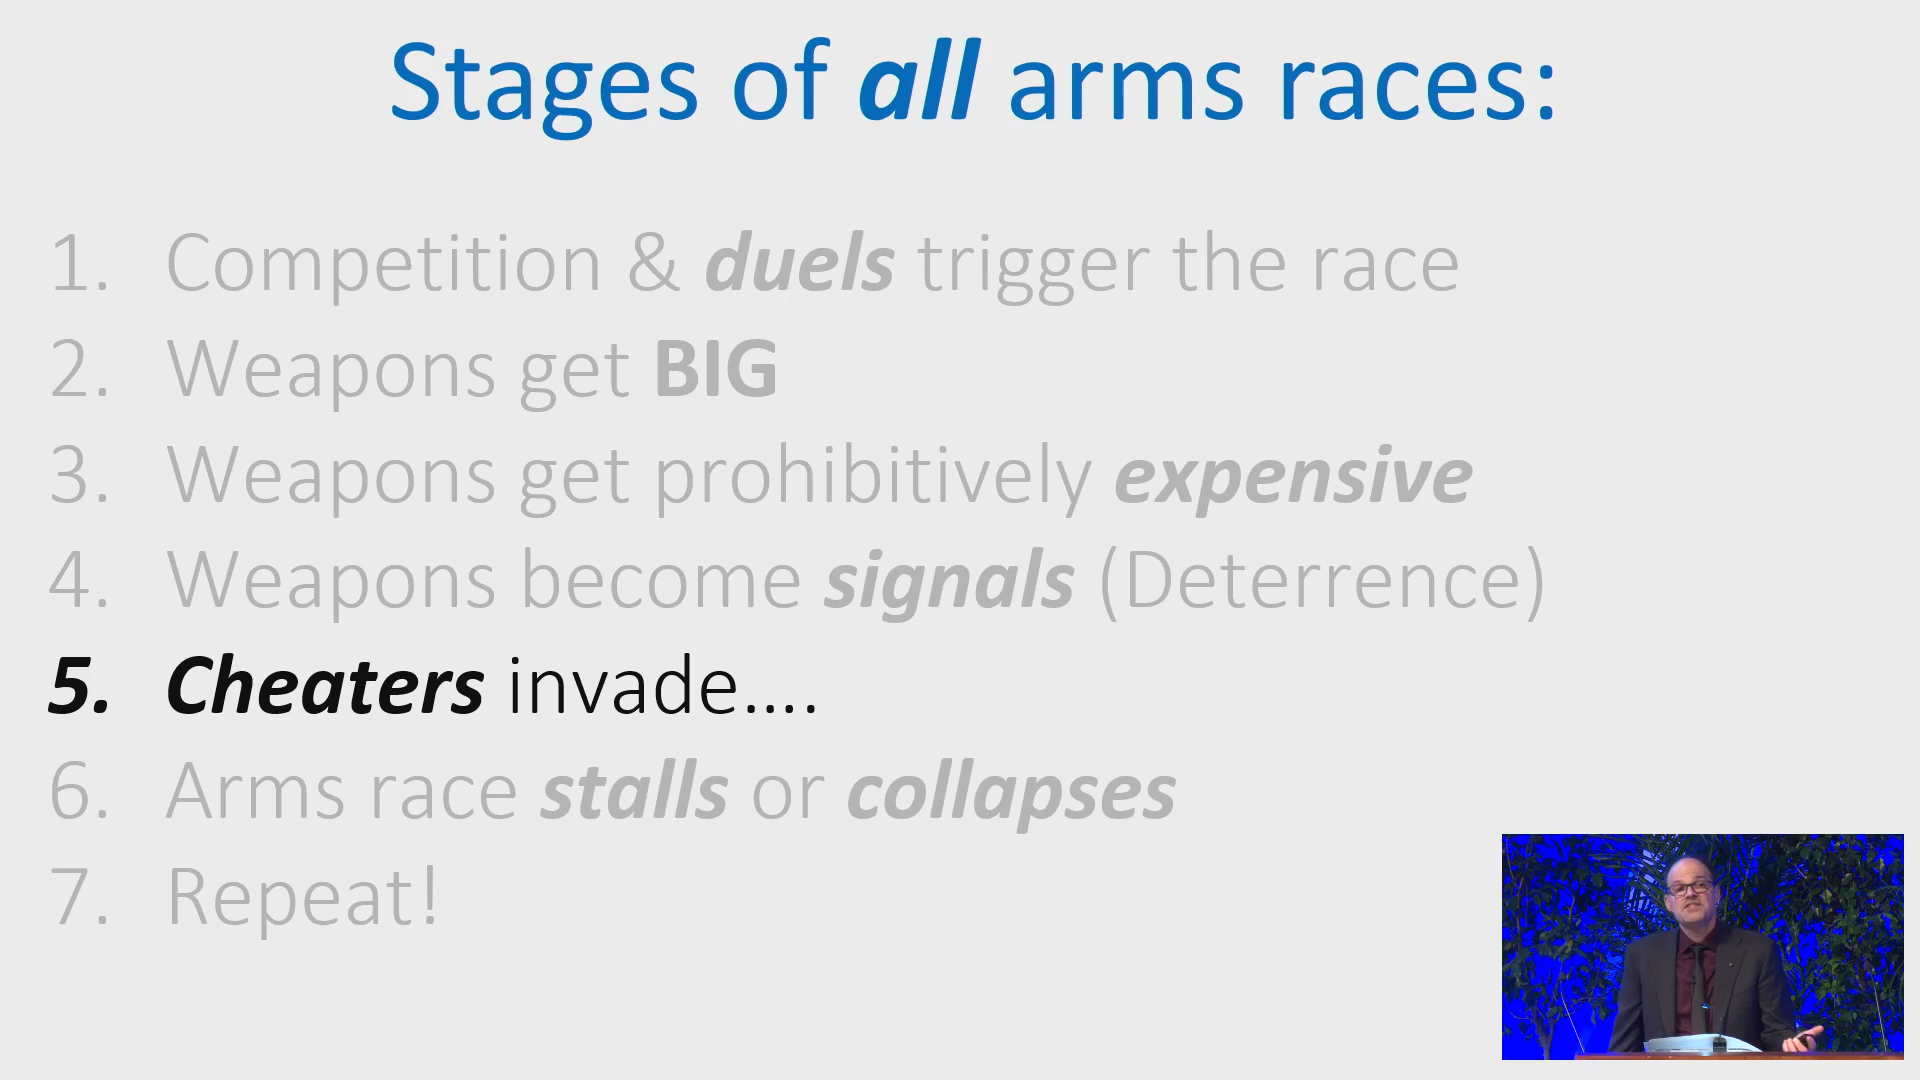 Stages of all arms races:
1. Competition & duels trigger the race
2. Weapons get BIG
3. Weapons get prohibitively expensive
4. Weapons become signals (Deterrence)
5. Cheaters invade....
6. Arms race stalls or collapses
7. Repeat!